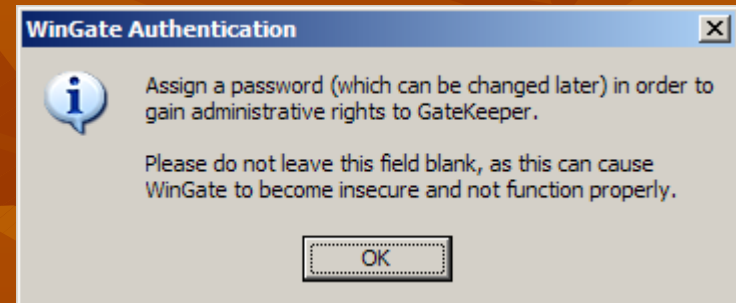 WinGate Authentication
Assign a password (which can be changed later) in order to
gain administrative rights to GateKeeper.
Please do not leave this field blank, as this can cause
WinGate to become insecure and not function properly.
OK